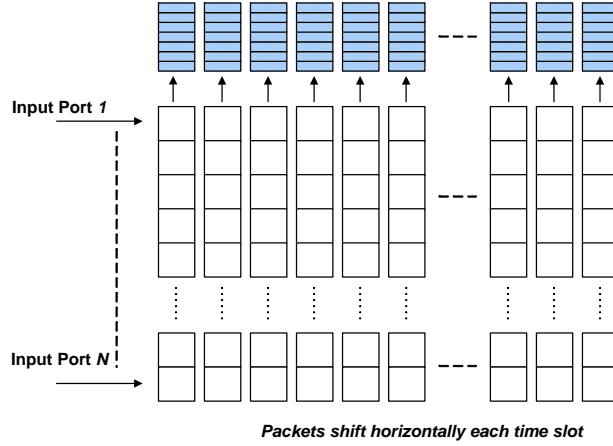 Input Port 1
Input Port N
Packets shift horizontally each time slot